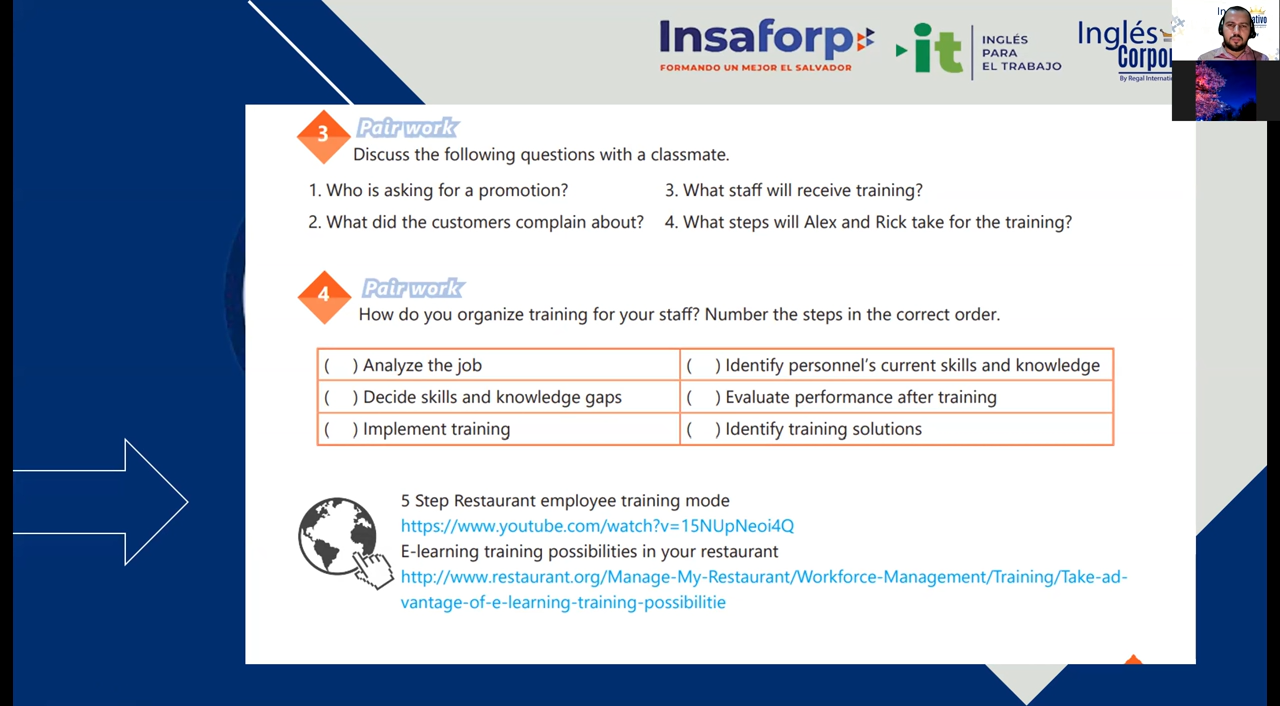 Insaforp
FORMANDO UN MEJOR EL SALVADOR
it
INGLÉS
PARA
EL TRABAJO
Inglés
By Regal
3
Pair work
Discuss the following questions with a classmate.
1. Who is asking for a promotion?
3. What staff will receive training?
2. What did the customers complain about?
4. What steps will Alex and Rick take for the training?
4
Pair work
How do you organize training for your staff? Number the steps in the correct order.
( ) Analyze the job
( ) Identify personnel's current skills and knowledge
( ) Decide skills and knowledge gaps
( ) Evaluate performance after training
( ) Implement training
( ) Identify training solutions
5 Step Restaurant employee training mode
https://www.youtube.com/watch?v=15NUpNeoi4Q
E-learning training possibilities in your restaurant
http://www.restaurant.org/Manage-My-Restaurant/Workforce-Management/Training/Take-ad-
vantage-of-e-learning-training-possibilitie